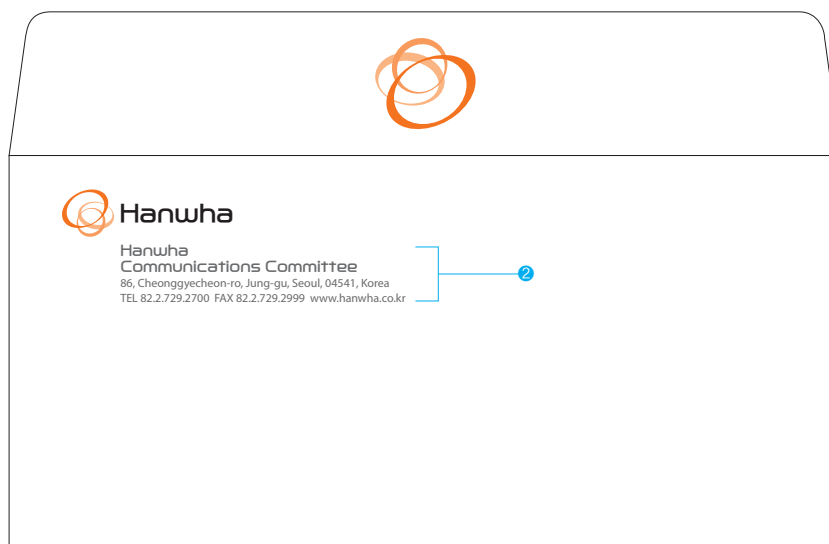 Hanwha
Hanwha
Communications Committee
86, Cheonggyecheon-ro, Jung-gu, Seoul, 04541, Korea
TEL 82.2.729.2700 FAX 82.2.729.2999 www.hanwha.co.kr
2